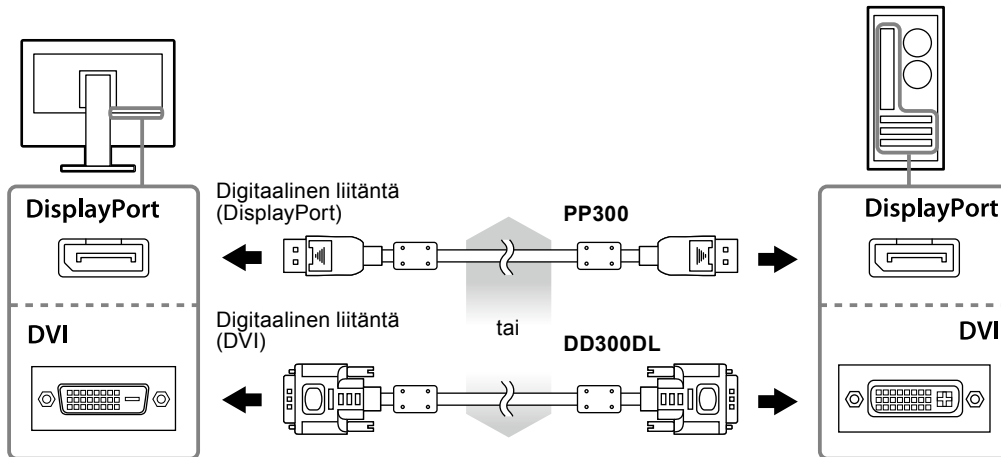 DisplayPort
Digitaalinen liitäntä
(DisplayPort)
PP300
DisplayPort
DVI
Digitaalinen liitäntä
(DVI)
tai
DD300DL
DVI